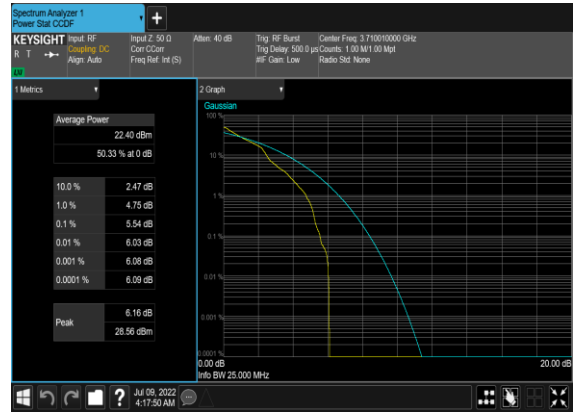 Spectrum Analyzer 1
Power Stat CCDF
KEYSIGHT Input: RF Input Z: 50 Ω Atten: 40 dB Trig: RF Burst Center Freq: 3.710010000 GHz
R T Coupling: DC Corr CCorr Trig Delay: 500.0 µs Counts: 1.00 M/1.00 Mpt
Align: Auto Freq Ref: Int (S) #IF Gain: Low Radio Std: None
1 Metrics
2 Graph
Average Power
22.40 dBm
50.33 % at 0 dB
10.0 % 2.47 dB
1.0 % 4.75 dB
0.1 % 5.54 dB
0.01 % 6.03 dB
0.001 % 6.08 dB
0.0001 % 6.09 dB
Peak 6.16 dB
28.56 dBm
Gaussian
100 %
10 %
1 %
0.1 %
0.01 %
0.001 %
0.0001 %
0.00 dB 20.00 dB
Info BW 25.000 MHz
? Jul 09, 2022
4:17:50 AM